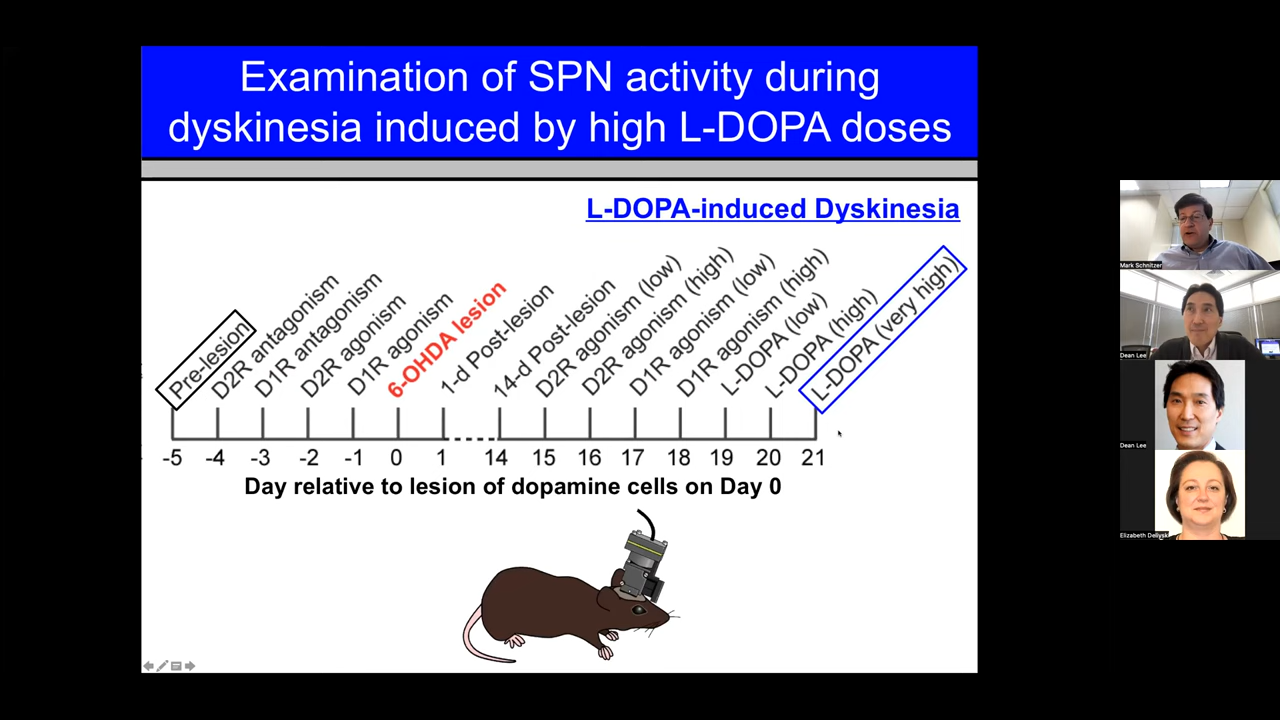 Examination of SPN activity during
dyskinesia induced by high L-DOPA doses
L-DOPA-induced Dyskinesia
Pre-lesion
D2R antagonism
D1R antagonism
D2R agonism
D1R agonism
6-OHDA lesion
1-d Post-lesion
14-d Post-lesion
D2R agonism (low)
D2R agonism (high)
D1R agonism (low)
D1R agonism (high)
L-DOPA (low)
L-DOPA (high)
L-DOPA (very high)
-5 -4 -3 -2 -1 0 1 14 15 16 17 18 19 20 21
Day relative to lesion of dopamine cells on Day 0
Mark Schnitzer
Dean Lee
Dean Lee
Elizabeth